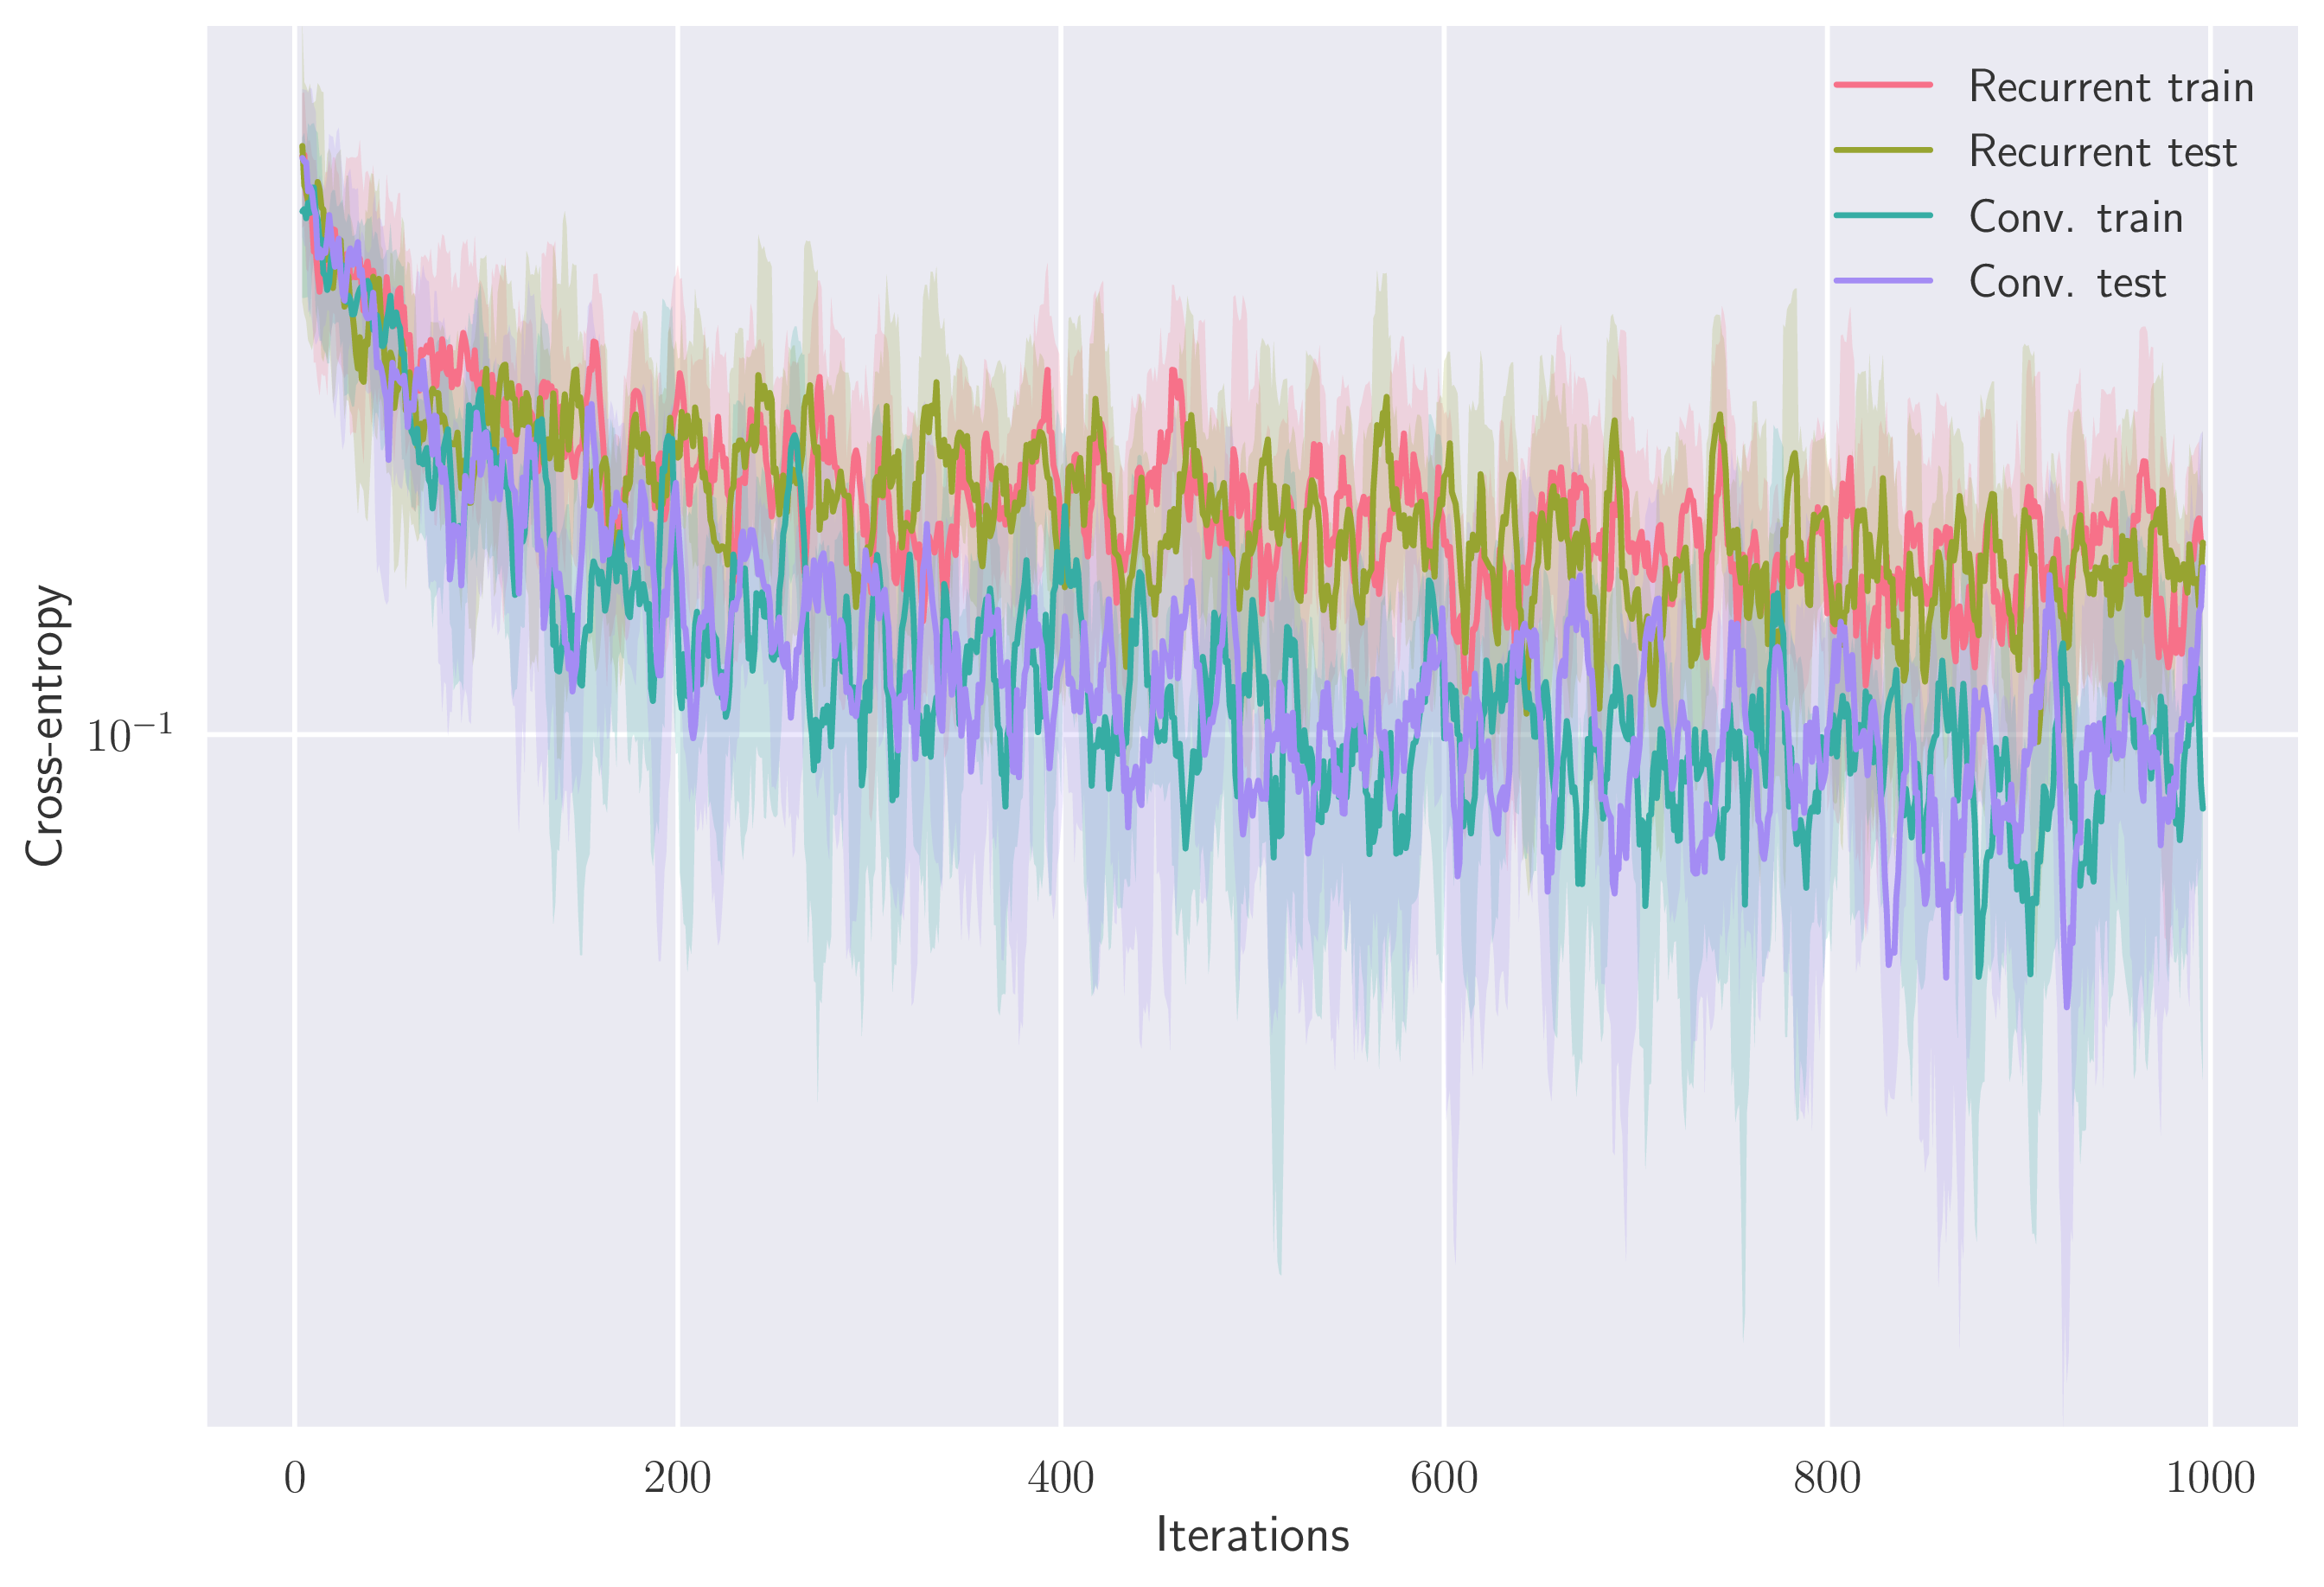 Recurrent train
Recurrent test
Conv. train
Conv. test
Cross-entropy
10⁻¹
0 200 400 600 800 1000
Iterations